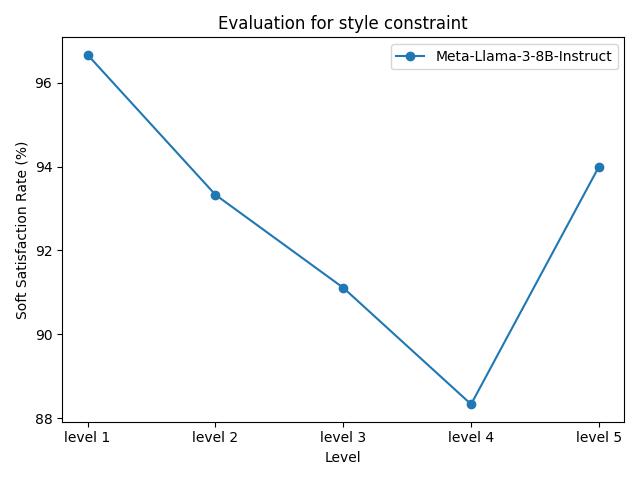 Evaluation for style constraint
Meta-Llama-3-8B-Instruct
Soft Satisfaction Rate (%)
96
94
92
90
88
level 1 level 2 level 3 level 4 level 5
Level